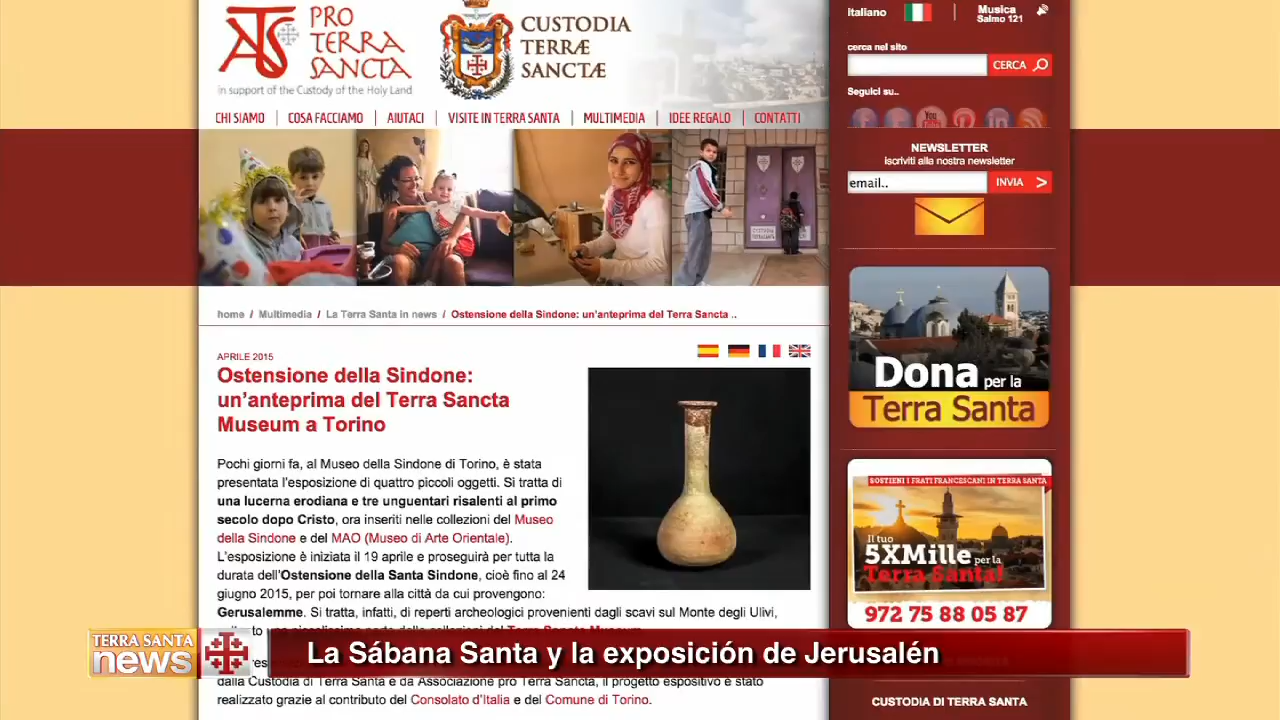 PRO
TERRA
SANCTA
in support of the Custody of the Holy Land
CUSTODIA
TERRÆ
SANCTÆ
italiano | Musica
Salmo 121
cerca nel sito
CERCA
Seguici su..
CHI SIAMO | COSA FACCIAMO | AIUTACI | VISITE IN TERRA SANTA | MULTIMEDIA | IDEE REGALO | CONTATTI
NEWSLETTER
iscriviti alla nostra newsletter
email..
INVIA >
home / Multimedia / La Terra Santa in news / Ostensione della Sindone: un'anteprima del Terra Sancta ..
APRILE 2015
Ostensione della Sindone:
un'anteprima del Terra Sancta
Museum a Torino
Pochi giorni fa, al Museo della Sindone di Torino, è stata
presentata l'esposizione di quattro piccoli oggetti. Si tratta di
una lucerna erodiana e tre unguentari risalenti al primo
secolo dopo Cristo, ora inseriti nelle collezioni del Museo
della Sindone e del MAO (Museo di Arte Orientale).
L'esposizione è iniziata il 19 aprile e proseguirà per tutta la
durata dell'Ostensione della Santa Sindone, cioè fino al 24
giugno 2015, per poi tornare alla città da cui provengono:
Gerusalemme. Si tratta, infatti, di reperti archeologici provenienti dagli scavi sul Monte degli Ulivi,
dalla Custodia di Terra Santa e da Associazione pro Terra Sancta, il progetto espositivo è stato
realizzato grazie al contributo del Consolato d'Italia e del Comune di Torino.
Dona per la
Terra Santa
SOSTIENI I FRATI FRANCESCANI IN TERRA SANTA
Il tuo
5XMille per la
Terra Santa!
972 75 88 05 87
CUSTODIA DI TERRA SANTA
TERRA SANTA
news
La Sábana Santa y la exposición de Jerusalén